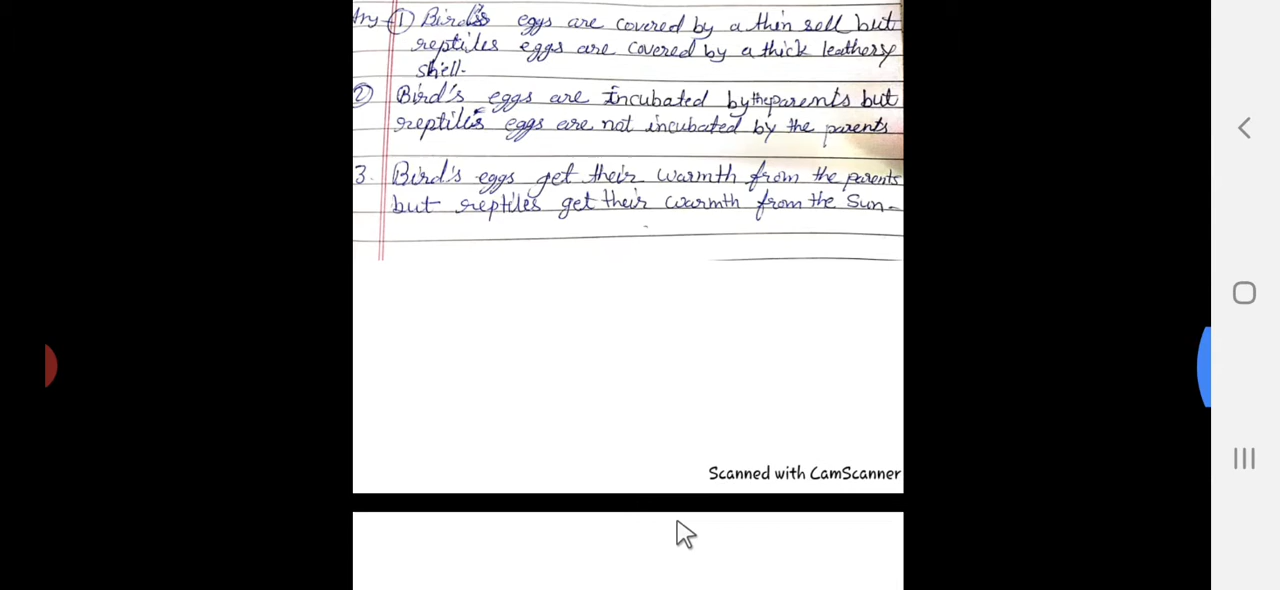 try - ① Bird's eggs are covered by a thin sell but
reptiles eggs are covered by a thick leathery
shell-
② Bird's eggs are incubated by the parents but
reptile's eggs are not incubated by the parents
3. Bird's eggs get their warmth from the parents
but reptiles get their warmth from the Sun-
Scanned with CamScanner